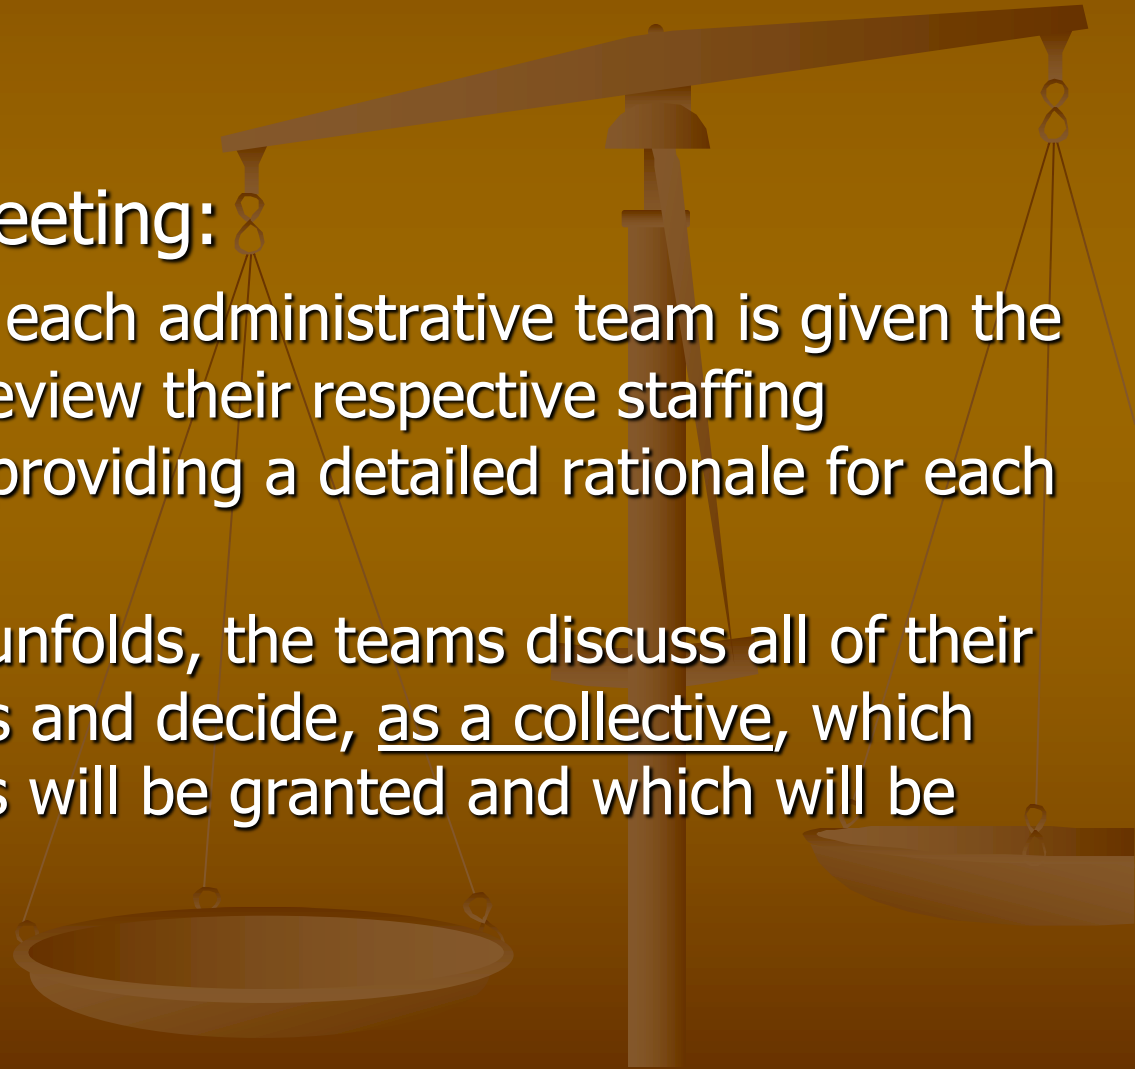 eeting:
each administrative team is given the
eview their respective staffing
providing a detailed rationale for each
unfolds, the teams discuss all of their
s and decide, as a collective, which
s will be granted and which will be